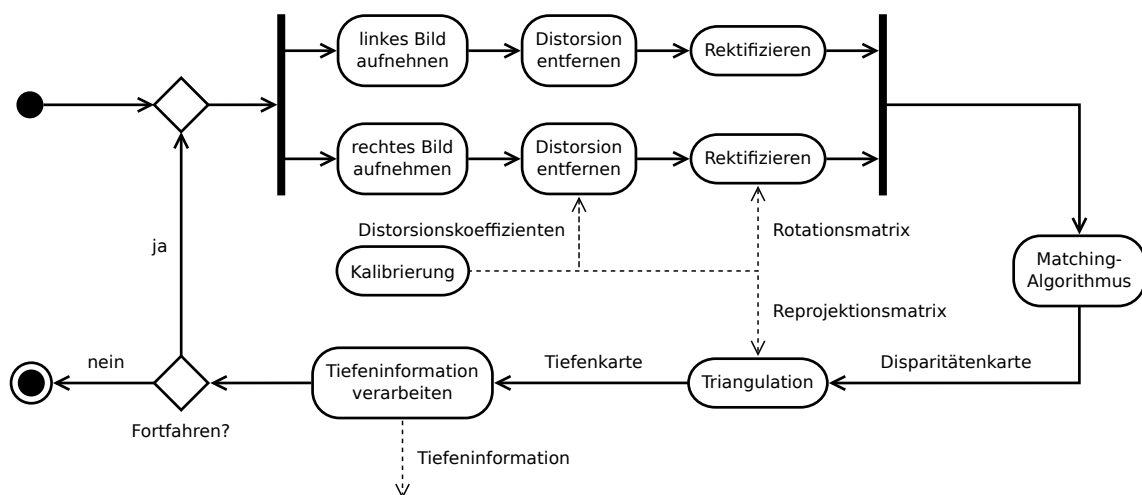 linkes Bild
aufnehnen
Distorsion
entfernen
Rektifizieren
rechtes Bild
aufnehmen
Distorsion
entfernen
Rektifizieren
Distorsionskoeffizienten
Rotationsmatrix
ja
Kalibrierung
Matching-
Algorithmus
Reprojektionsmatrix
nein
Tiefeninformation
verarbeiten
Tiefenkarte
Triangulation
Disparitätenkarte
Fortfahren?
Tiefeninformation